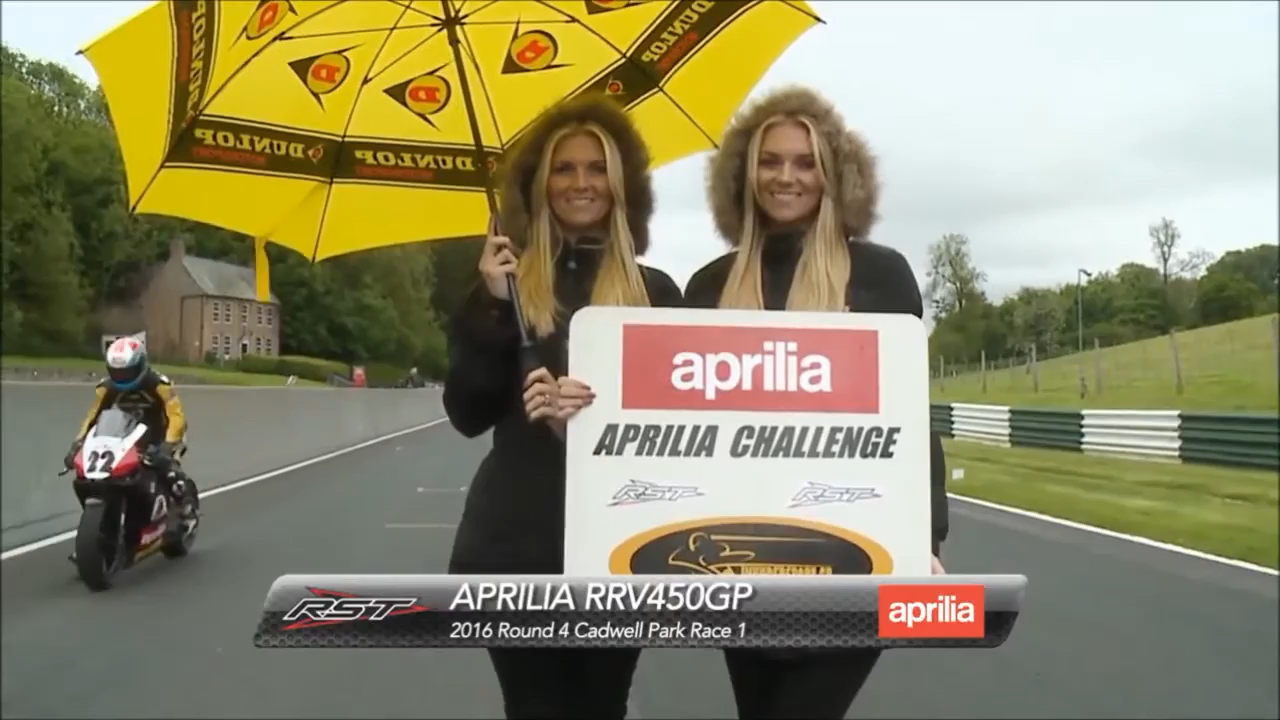 DUNLOP
DUNLOP
DUNLOP
DUNLOP
D
D
D
22
aprilia
APRILIA CHALLENGE
RST RST
RST APRILIA RRV450GP aprilia
2016 Round 4 Cadwell Park Race 1